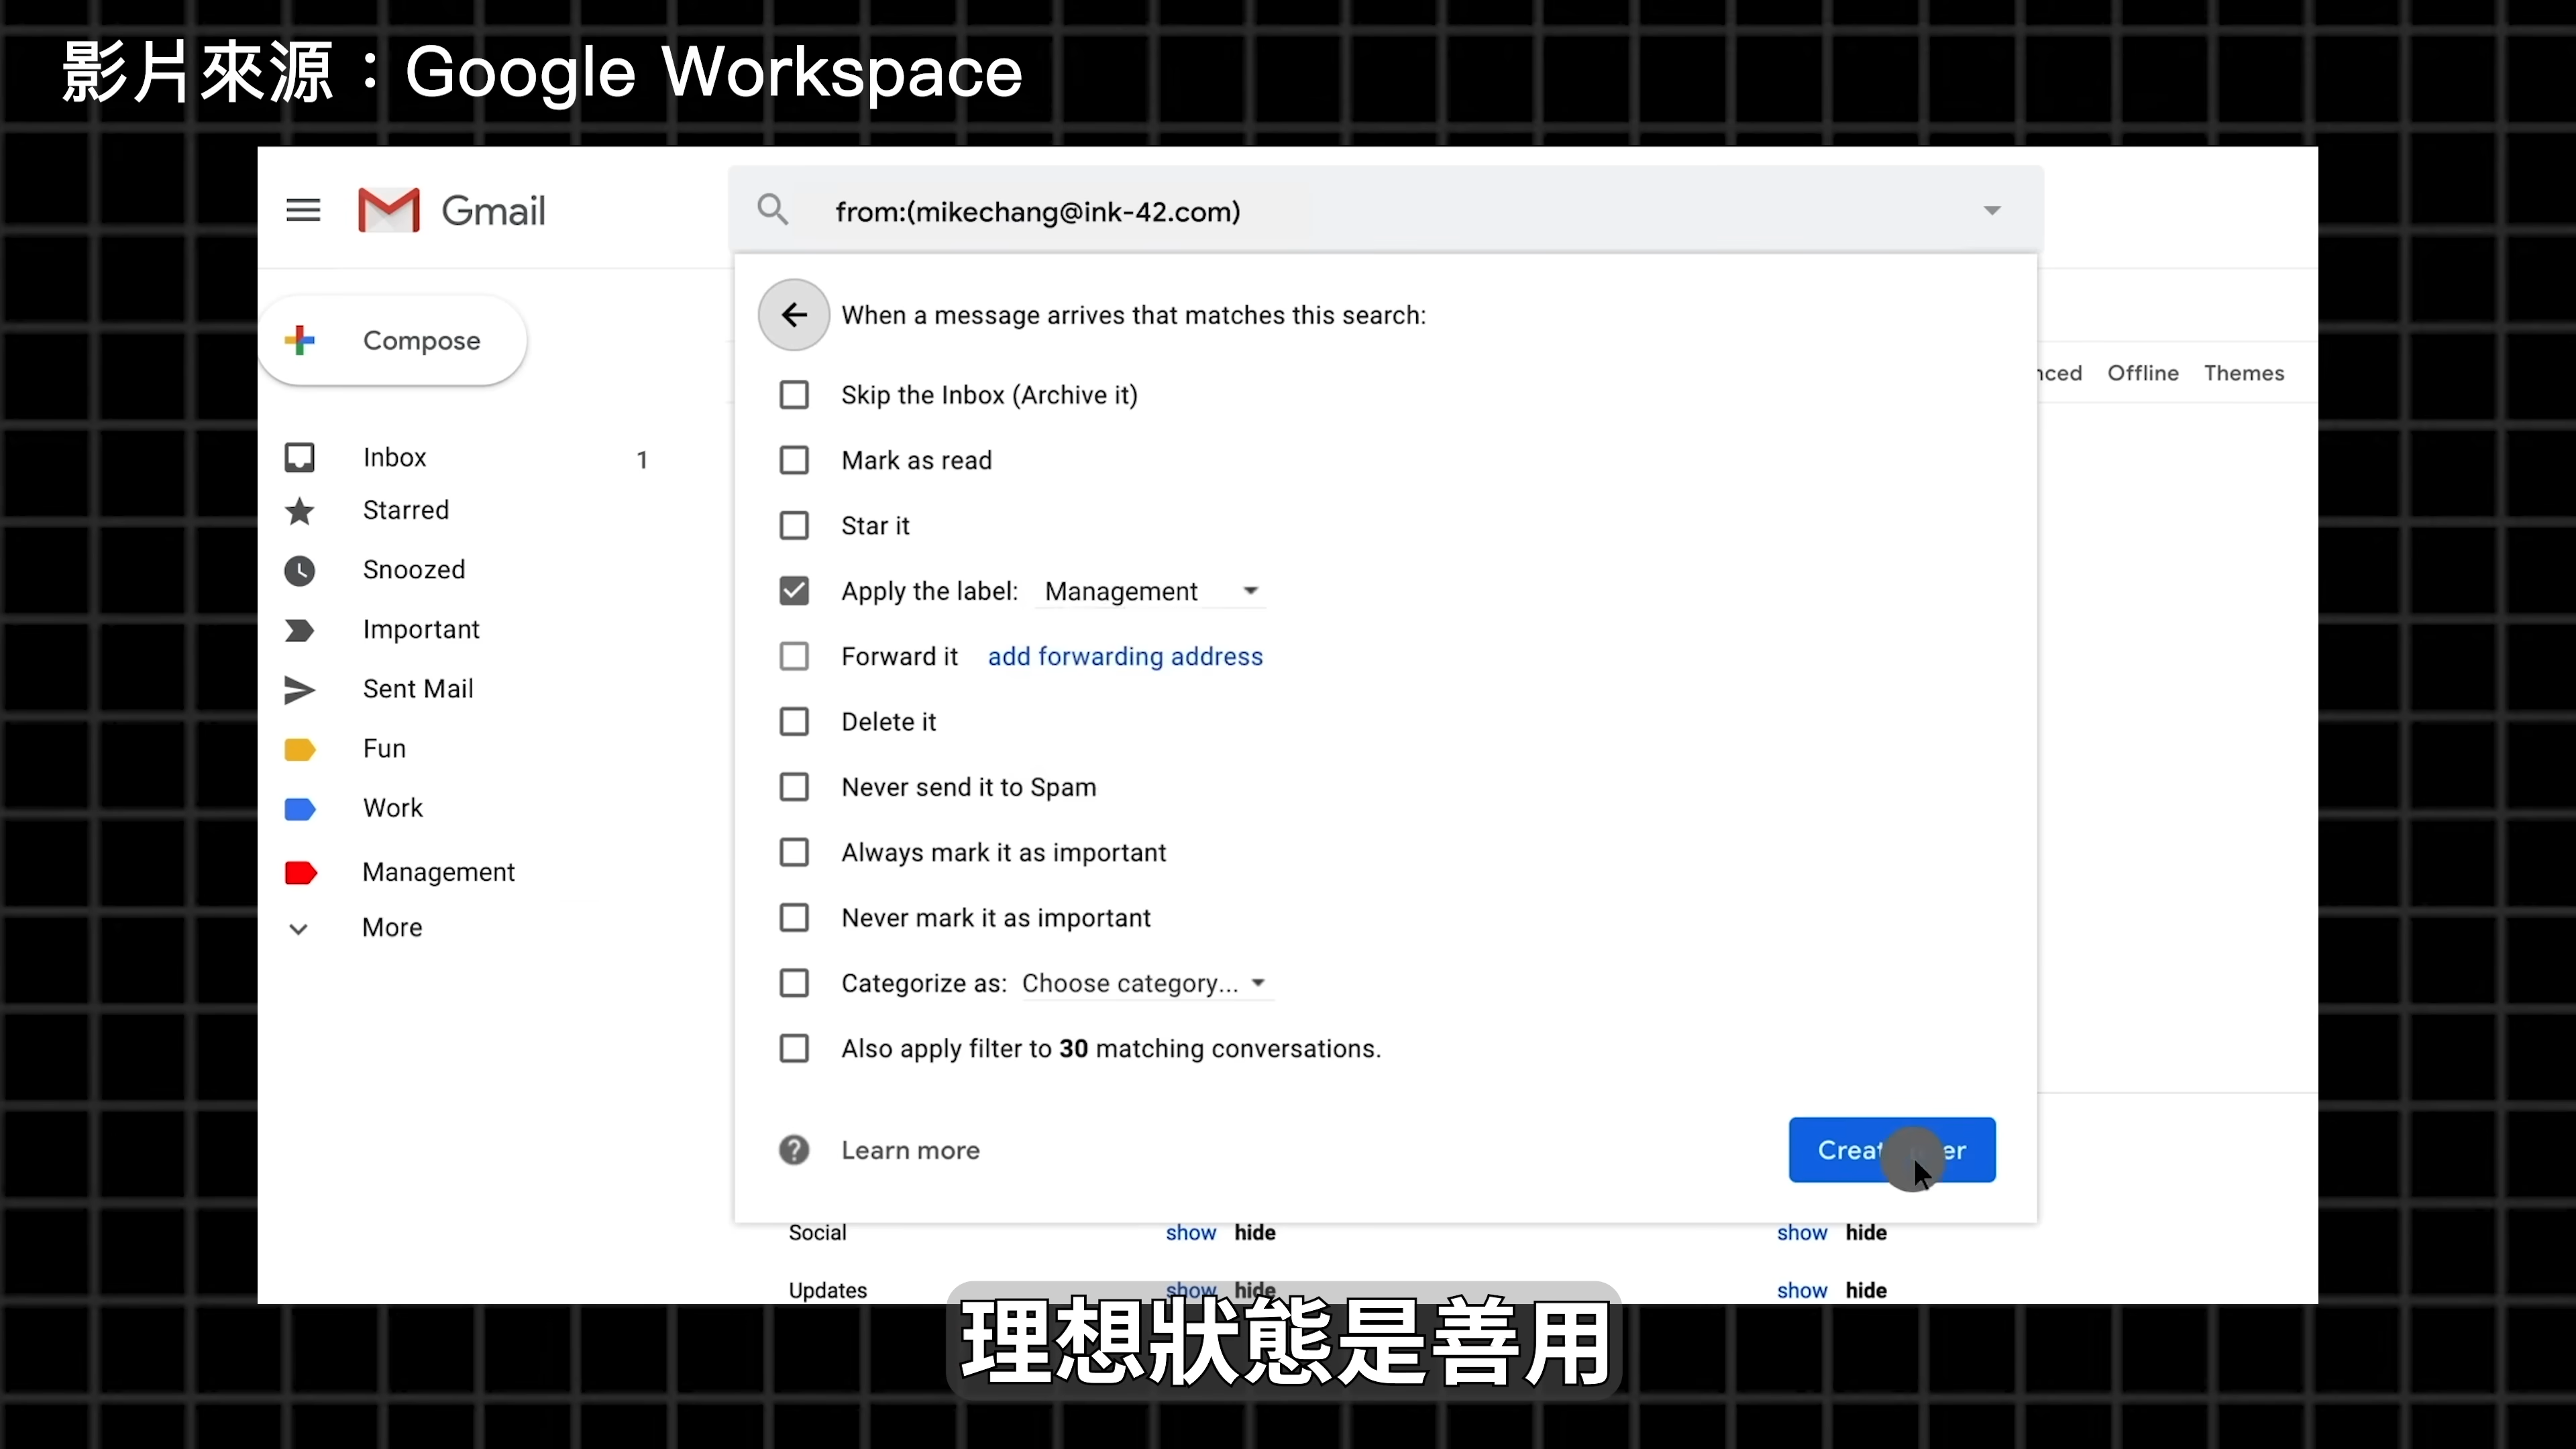 影片來源：Google Workspace
Gmail
from:(mikechang@ink-42.com)
When a message arrives that matches this search:
Compose
Skip the Inbox (Archive it)
Offline Themes
Inbox 1
Mark as read
Starred
Star it
Snoozed
Apply the label: Management
Important
Forward it add forwarding address
Sent Mail
Delete it
Fun
Never send it to Spam
Work
Always mark it as important
Management
Never mark it as important
More
Categorize as: Choose category...
Also apply filter to 30 matching conversations.
Learn more
Social show hide show hide
Updates show hide show hide
理想狀態是善用